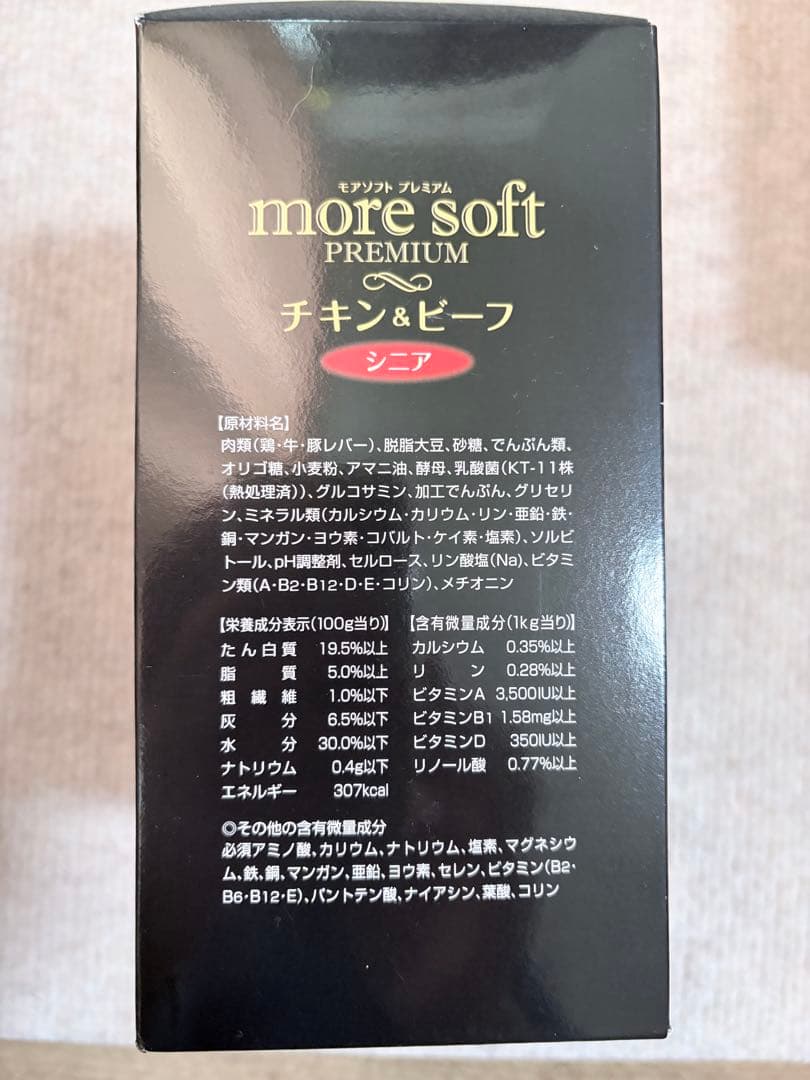 モアソフト プレミアム
more soft
PREMIUM
チキン&ビーフ
シニア
【原材料名】
肉類(鶏・牛・豚レバー)、脱脂大豆、砂糖、でんぷん類、
オリゴ糖、小麦粉、アマニ油、酵母、乳酸菌(KT-11株
(熱処理済))、グルコサミン、加工でんぷん、グリセリ
ン、ミネラル類(カルシウム・カリウム・リン・亜鉛・鉄・
銅・マンガン・ヨウ素・コバルト・ケイ素・塩素)、ソルビ
トール、pH調整剤、セルロース、リン酸塩(Na)、ビタミ
ン類(A・B2・B12・D・E・コリン)、メチオニン
【栄養成分表示(100g当り)】
たん白質 19.5%以上
脂質 5.0%以上
粗繊維 1.0%以下
灰分 6.5%以下
水分 30.0%以下
ナトリウム 0.4g以下
エネルギー 307kcal
【含有微量成分(1kg当り)】
カルシウム 0.35%以上
リン 0.28%以上
ビタミンA 3,500IU以上
ビタミンB1 1.58mg以上
ビタミンD 350IU以上
リノール酸 0.77%以上
◎その他の含有微量成分
必須アミノ酸、カリウム、ナトリウム、塩素、マグネシウ
ム、鉄、銅、マンガン、亜鉛、ヨウ素、セレン、ビタミン(B2・
B6・B12・E)、パントテン酸、ナイアシン、葉酸、コリン